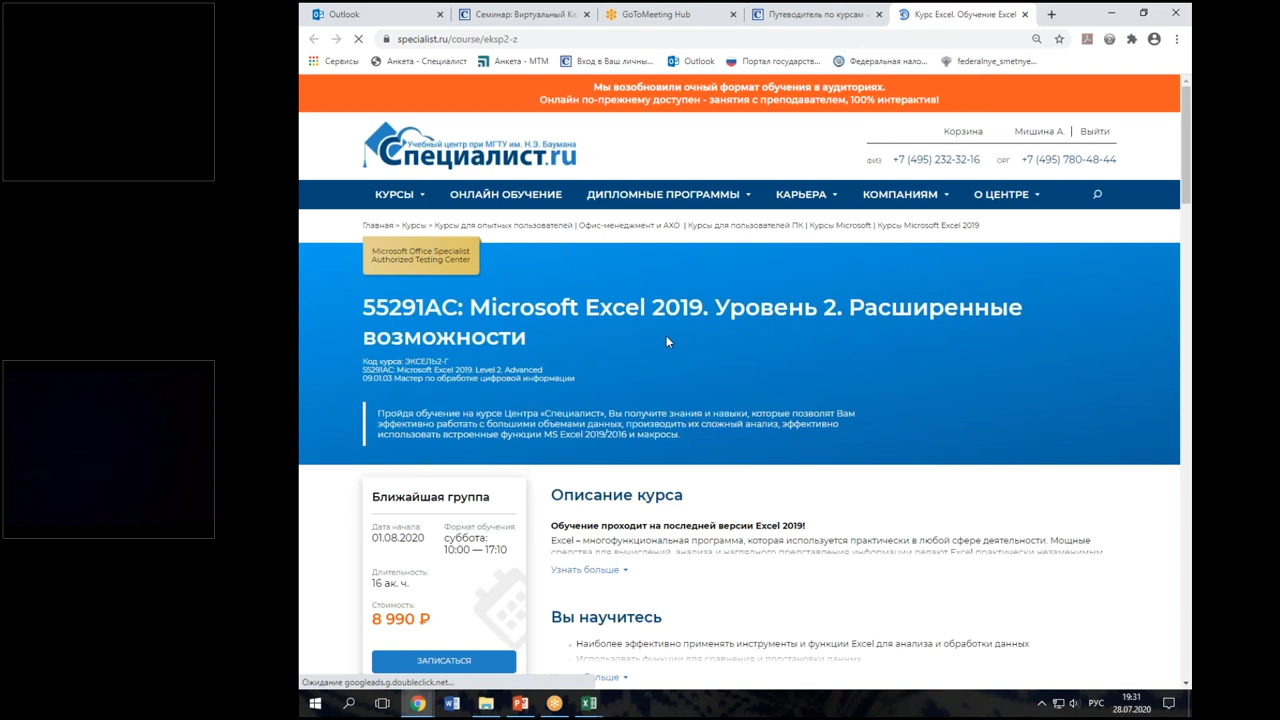 Outlook
Семинар: Виртуальный Ка
GoToMeeting Hub
Путеводитель по курсам
Курс Excel. Обучение Excel
specialist.ru/course/eksp2-z
Сервисы
Анкета - Специалист
Анкета - МТМ
Вход в Ваш личны...
Outlook
Портал государств...
Федеральная нало...
federalnye_smetnye...
Мы возобновили очный формат обучения в аудиториях.
Онлайн по-прежнему доступен - занятия с преподавателем, 100% интерактив!
Учебный центр при МГТУ им. Н.Э. Баумана
Специалист.ru
Корзина
Мишина А.
Выйти
ФИЗ +7 (495) 232-32-16
ОРГ +7 (495) 780-48-44
КУРСЫ
ОНЛАЙН ОБУЧЕНИЕ
ДИПЛОМНЫЕ ПРОГРАММЫ
КАРЬЕРА
КОМПАНИЯМ
О ЦЕНТРЕ
Главная > Курсы > Курсы для опытных пользователей | Офис-менеджмент и АХО | Курсы для пользователей ПК | Курсы Microsoft | Курсы Microsoft Excel 2019
Microsoft Office Specialist
Authorized Testing Center
55291AC: Microsoft Excel 2019. Уровень 2. Расширенные
возможности
Код курса: ЭКСЕЛЬ2-Г
55291AC: Microsoft Excel 2019. Level 2. Advanced
09.01.03 Мастер по обработке цифровой информации
Пройдя обучение на курсе Центра «Специалист», Вы получите знания и навыки, которые позволят Вам
эффективно работать с большими объемами данных, производить их сложный анализ, эффективно
использовать встроенные функции MS Excel 2019/2016 и макросы.
Ближайшая группа
Дата начала:
01.08.2020
Формат обучения:
суббота:
10:00 — 17:10
Длительность:
16 ак. ч.
Стоимость:
8 990 ₽
ЗАПИСАТЬСЯ
Описание курса
Обучение проходит на последней версии Excel 2019!
Excel – многофункциональная программа, которая используется практически в любой сфере деятельности. Мощные
средства для вычислений, анализа и наглядного представления информации делают Excel практически незаменимым
Узнать больше
Вы научитесь
Наиболее эффективно применять инструменты и функции Excel для анализа и обработки данных
Использовать функции для сравнения и подстановки данных
больше
Ожидание googleads.g.doubleclick.net...
РУС
19:31
28.07.2020